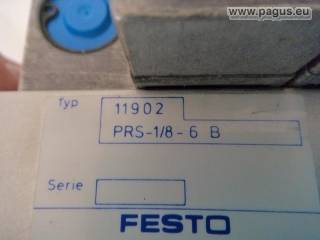 www.pagus.eu
Typ 11902
PRS-1/8-6 B
Serie
FESTO